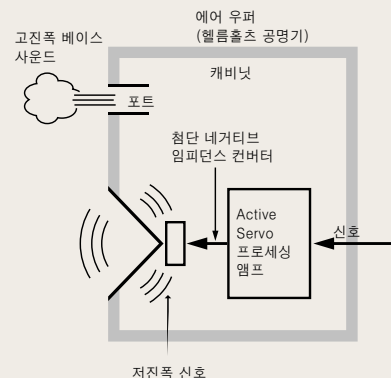 에어 우퍼
(헬름홀츠 공명기)
고진폭 베이스
사운드
캐비닛
포트
첨단 네거티브
임피던스 컨버터
Active
Servo
프로세싱
앰프
신호
저진폭 신호